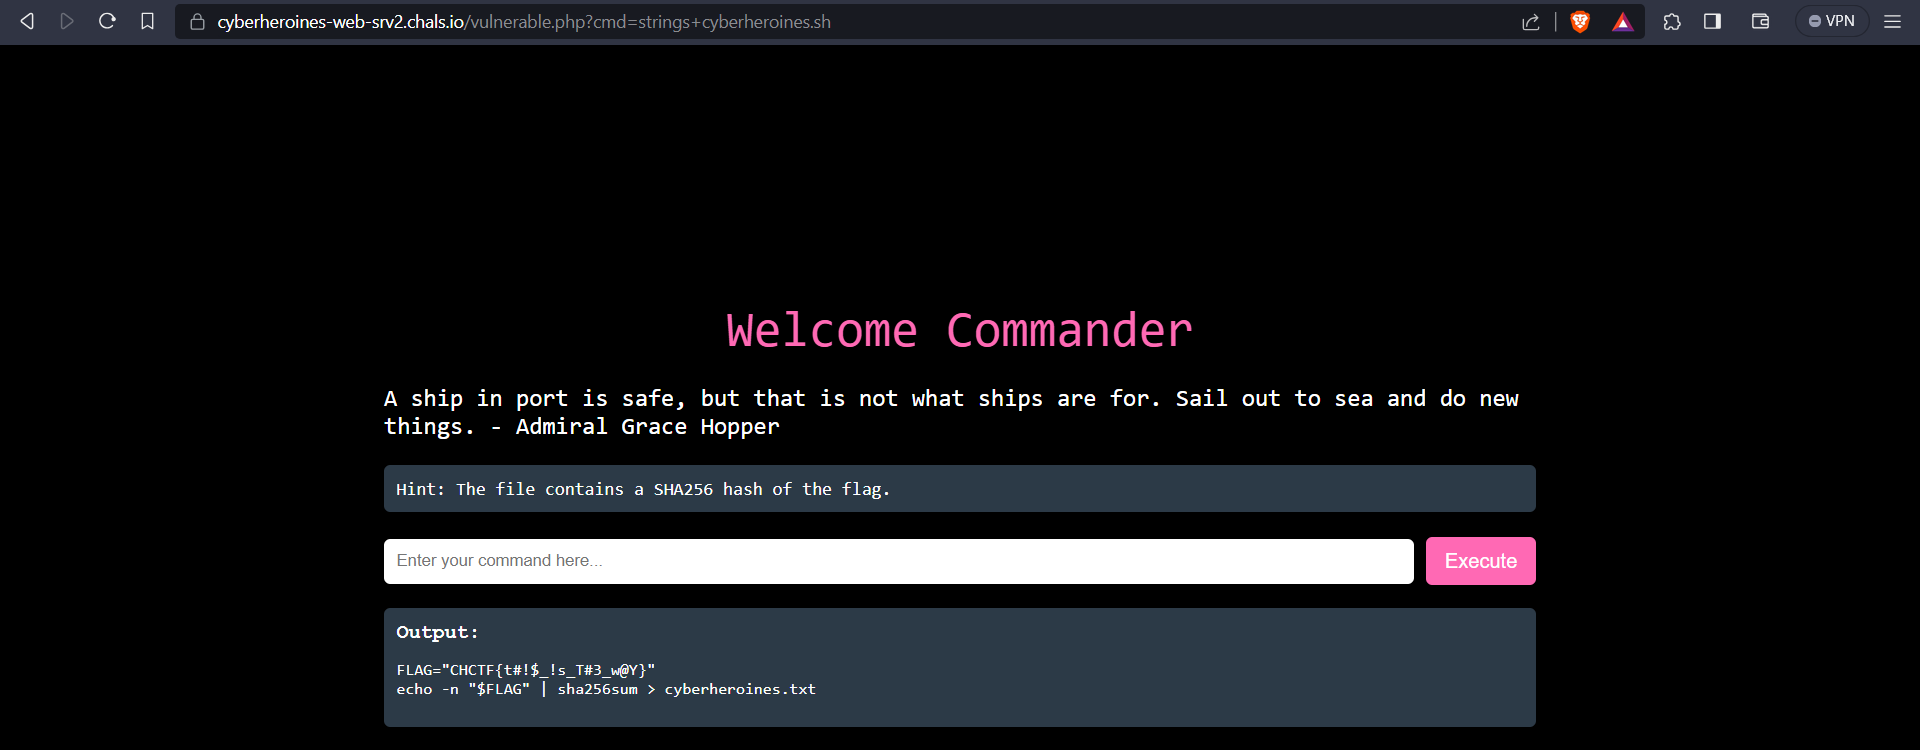 cyberheroines-web-srv2.chals.io/vulnerable.php?cmd=strings+cyberheroines.sh
VPN
Welcome Commander
A ship in port is safe, but that is not what ships are for. Sail out to sea and do new
things. - Admiral Grace Hopper
Hint: The file contains a SHA256 hash of the flag.
Enter your command here...
Execute
Output:
FLAG="CHCTF{t#!$_!s_T#3_w@Y}"
echo -n "$FLAG" | sha256sum > cyberheroines.txt